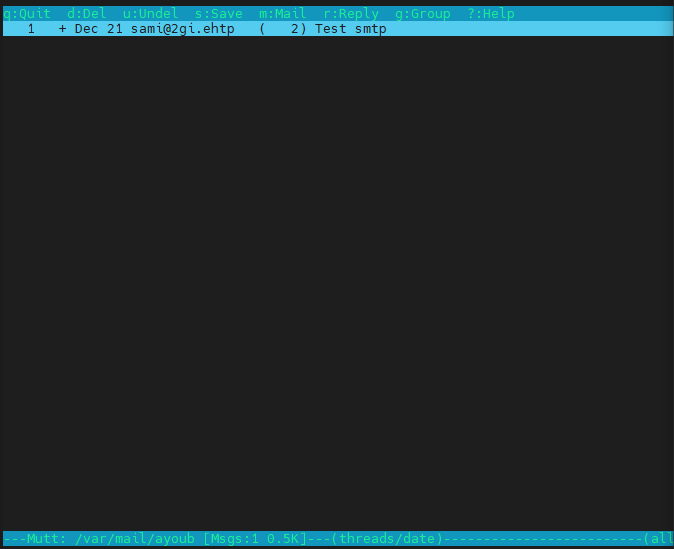 q:Quit  d:Del  u:Undel  s:Save  m:Mail  r:Reply  g:Group  ?:Help
   1   + Dec 21 sami@2gi.ehtp   (   2) Test smtp
---Mutt: /var/mail/ayoub [Msgs:1 0.5K]---(threads/date)-------------------------(all